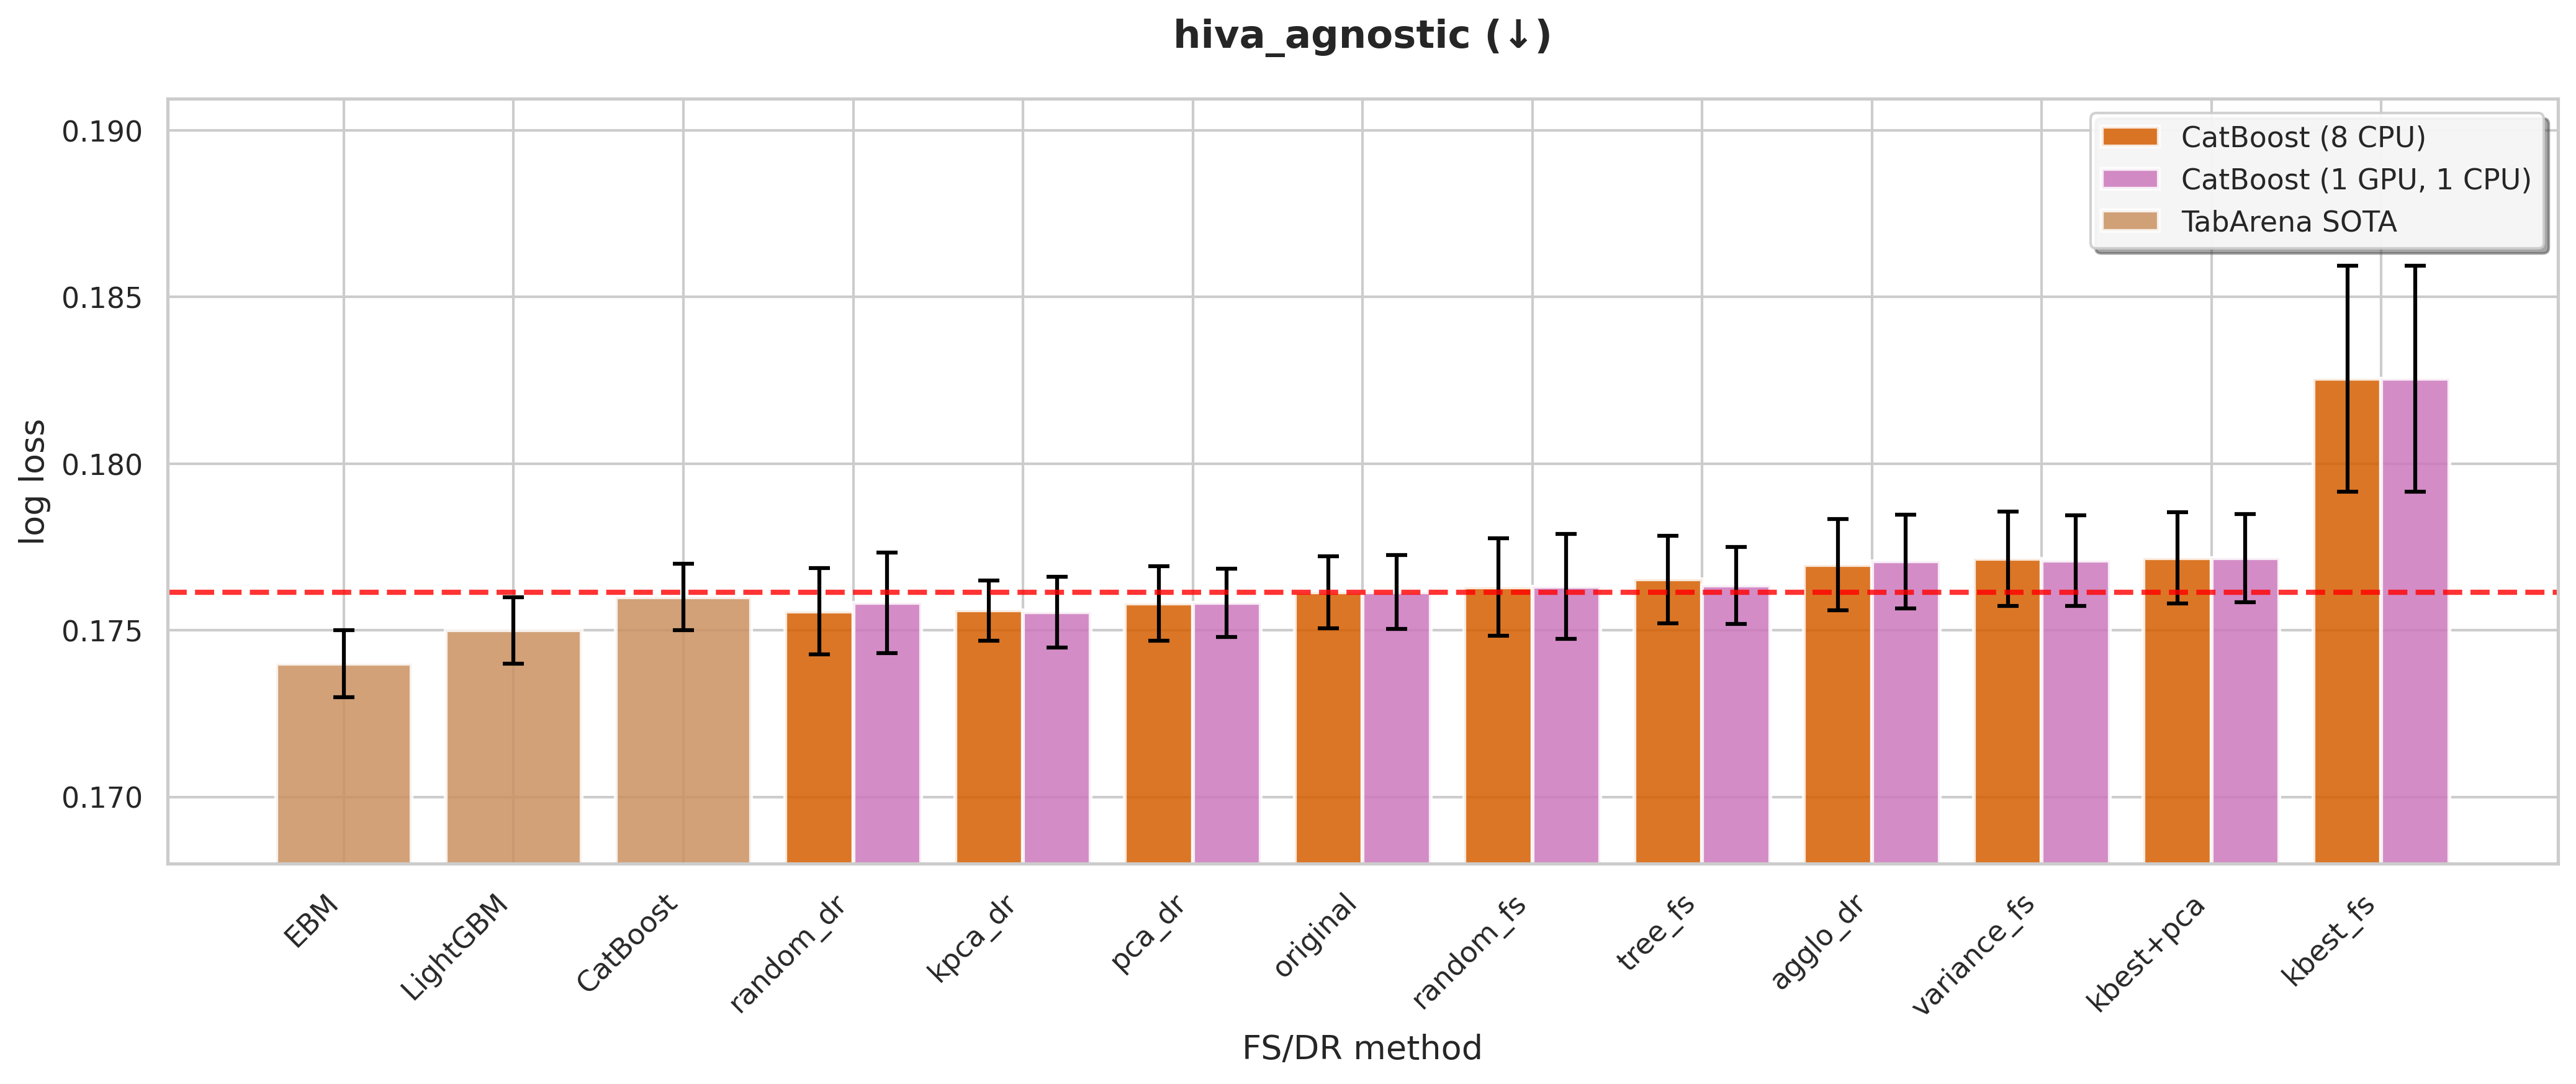 hiva_agnostic (↓)
0.190
0.185
0.180
0.175
0.170
log loss
CatBoost (8 CPU)
CatBoost (1 GPU, 1 CPU)
TabArena SOTA
EBM
LightGBM
CatBoost
random_dr
kpca_dr
pca_dr
original
random_fs
tree_fs
agglo_dr
variance_fs
kbest+pca
kbest_fs
FS/DR method